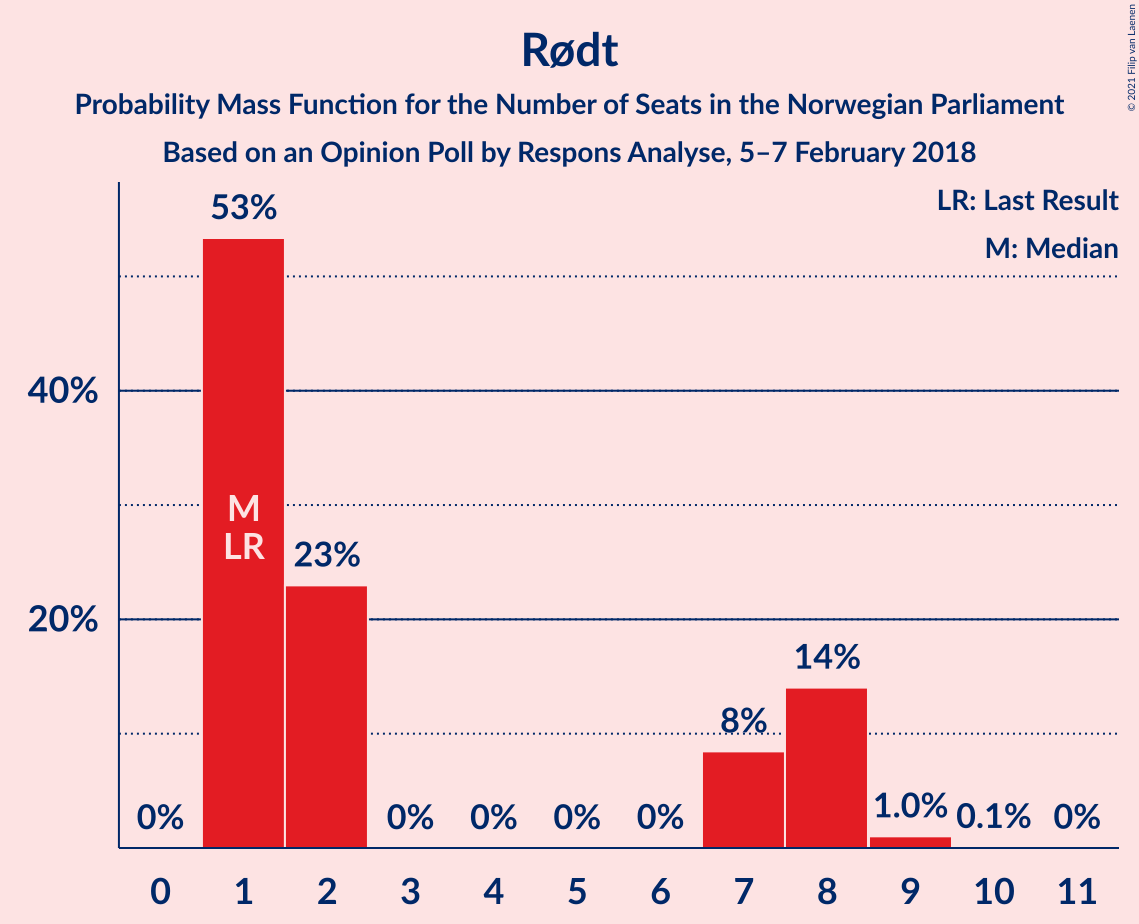 Rødt
Probability Mass Function for the Number of Seats in the Norwegian Parliament
Based on an Opinion Poll by Respons Analyse, 5–7 February 2018
© 2021 Filip van Laenen
LR: Last Result
M: Median
53%
40%
M
LR
23%
20%
14%
8%
0%
0%
0%
0%
0%
1.0%
0.1%
0%
0 1 2 3 4 5 6 7 8 9 10 11